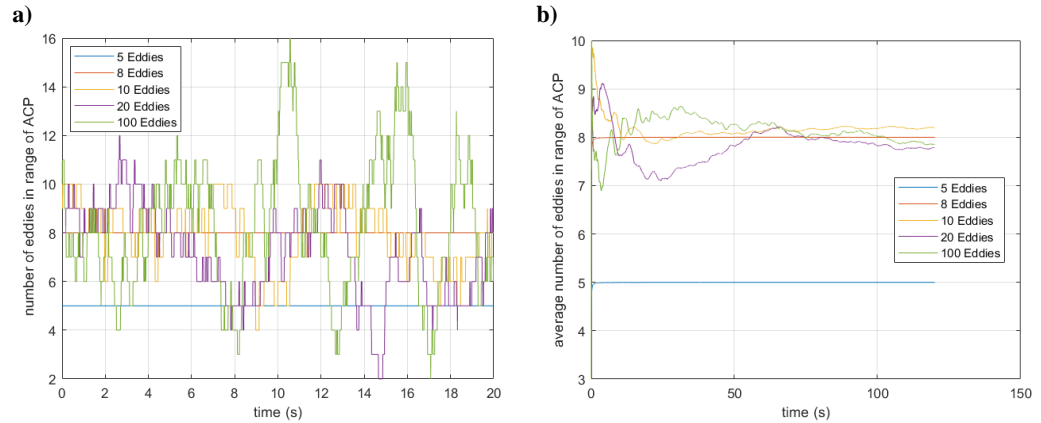 a)
number of eddies in range of ACP
16
14
12
10
8
6
4
2
5 Eddies
8 Eddies
10 Eddies
20 Eddies
100 Eddies
0 2 4 6 8 10 12 14 16 18 20
time (s)
b)
average number of eddies in range of ACP
10
9
8
7
6
5
4
3
5 Eddies
8 Eddies
10 Eddies
20 Eddies
100 Eddies
0 50 100 150
time (s)